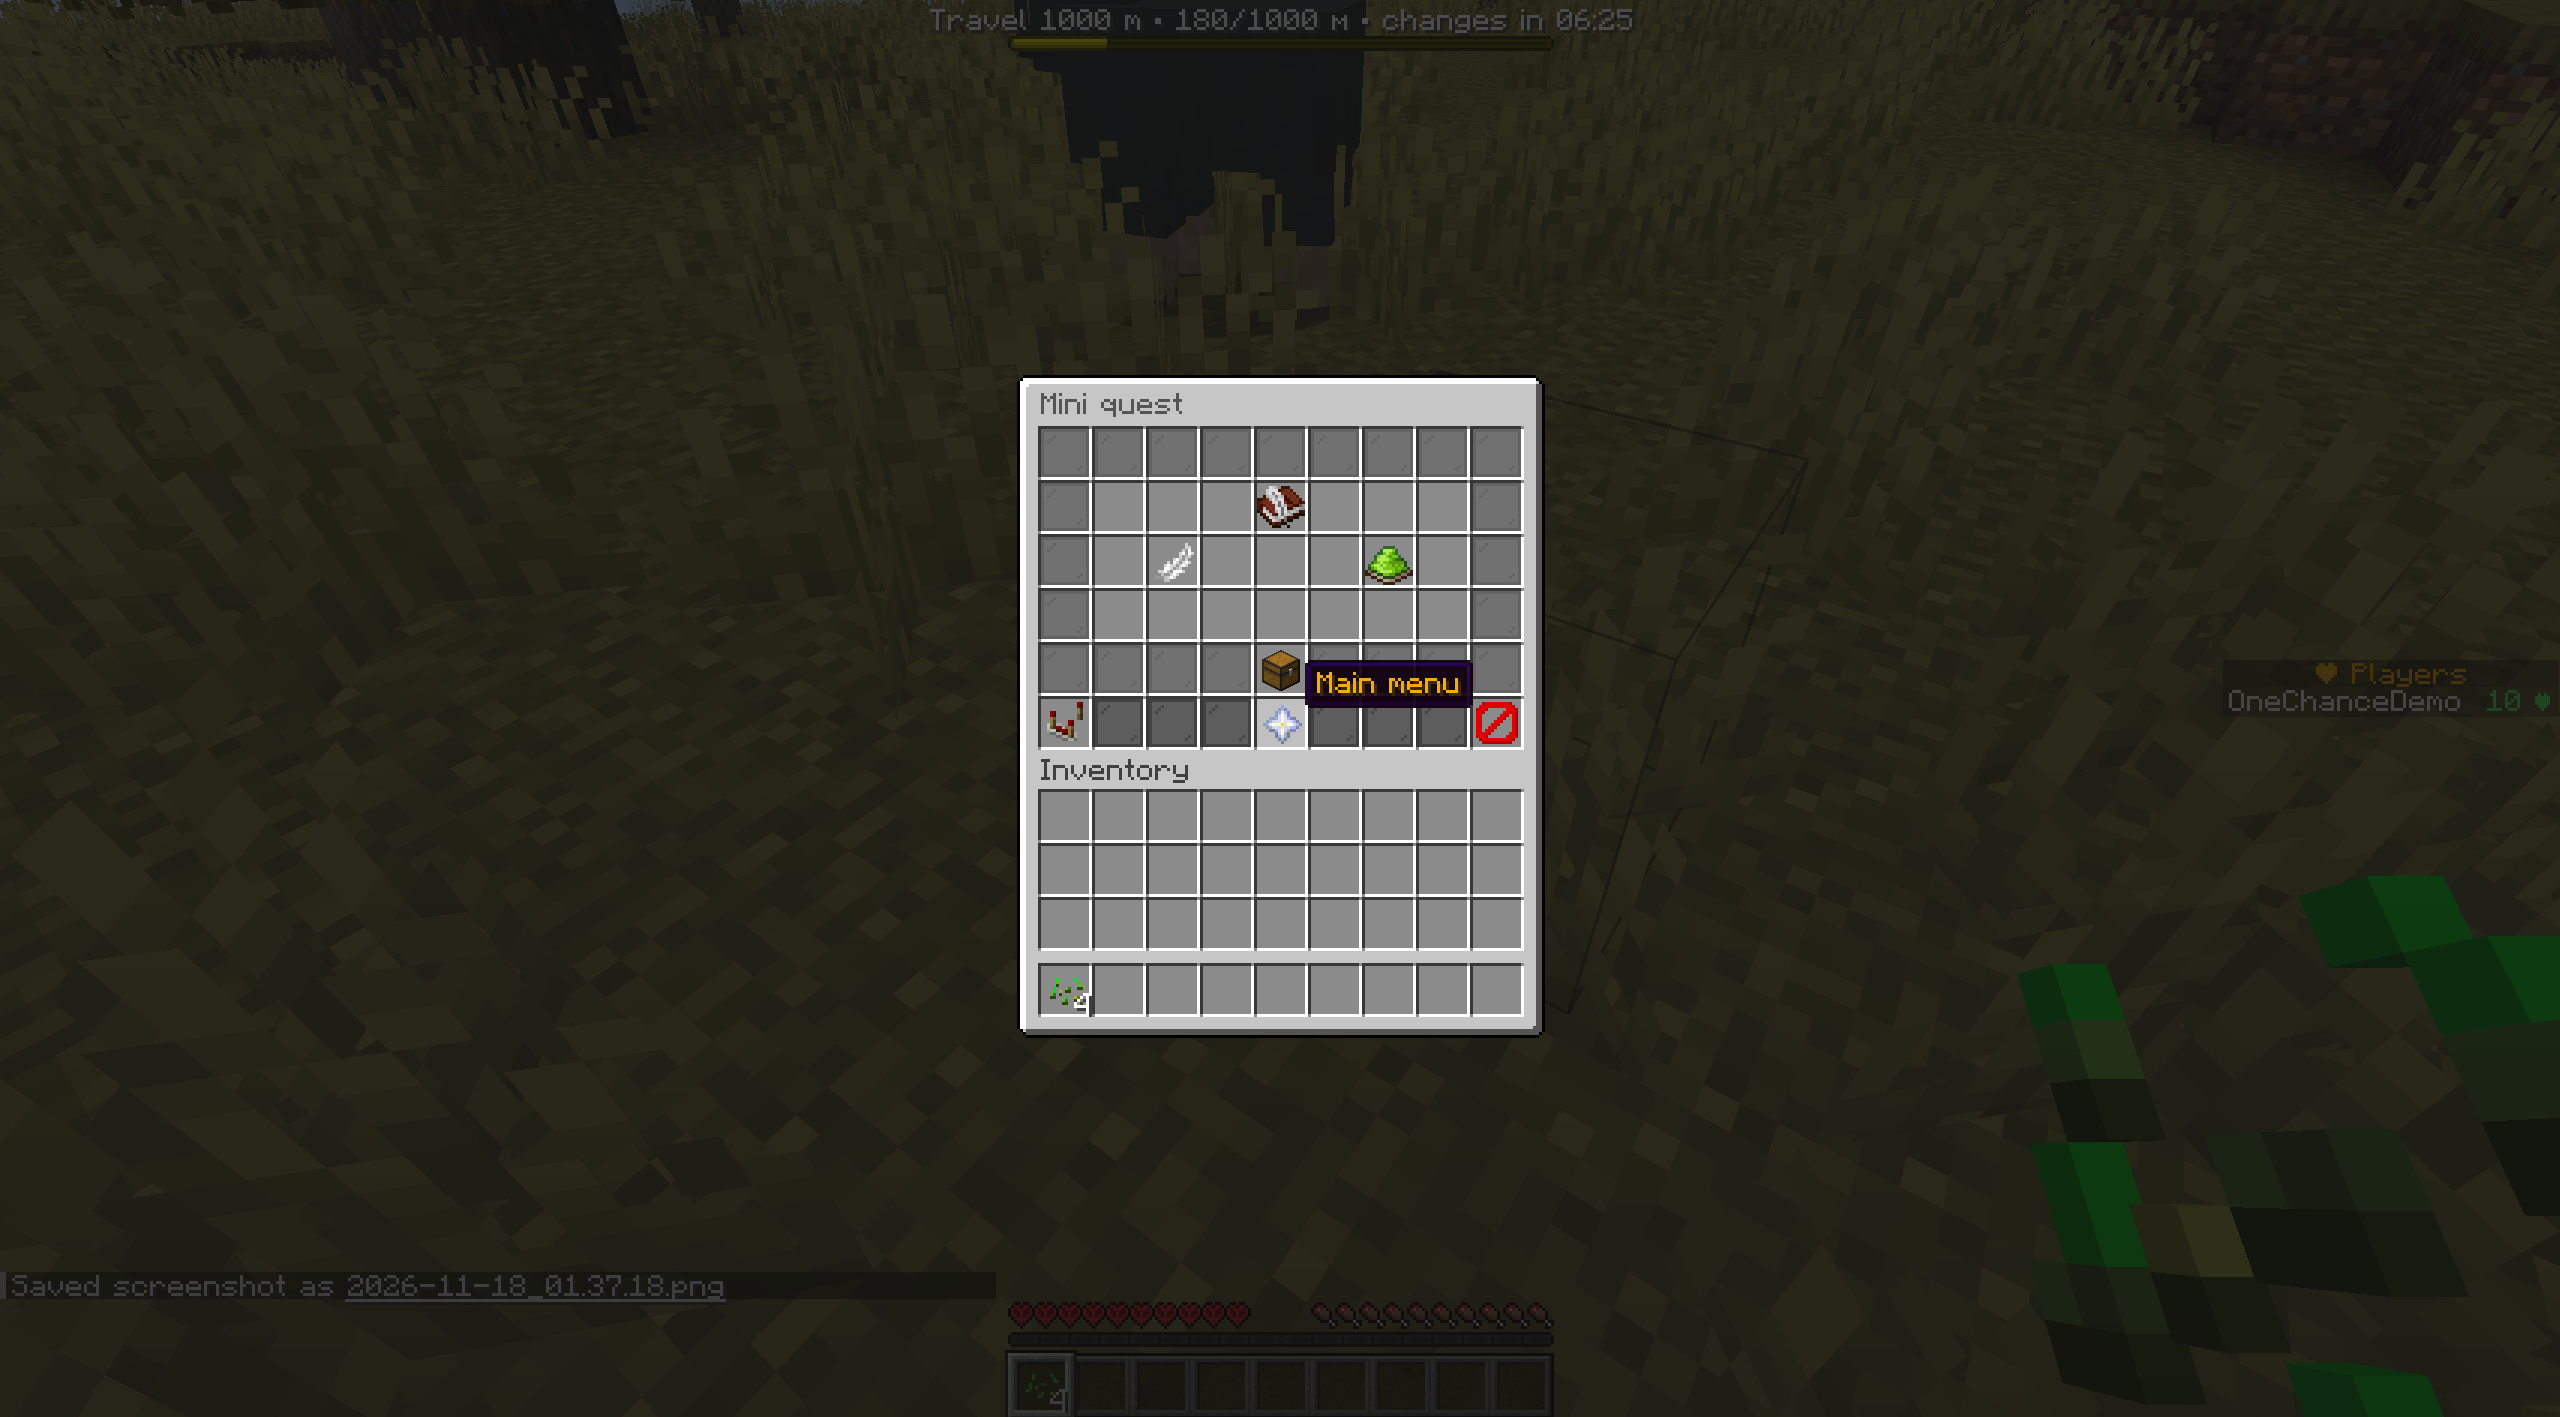 Travel 1000 m • 180/1000 м • changes in 06:25
Mini quest
Main menu
Inventory
4
♥ Players
OneChanceDemo 10 ♥
Saved screenshot as 2026-11-18_01.37.18.png
4